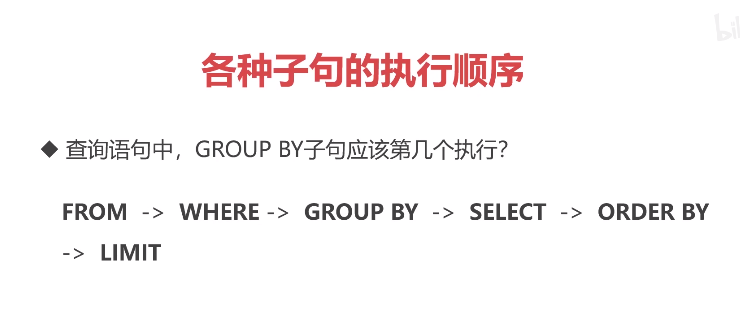 各种子句的执行顺序
◆ 查询语句中，GROUP BY子句应该第几个执行？
FROM -> WHERE -> GROUP BY -> SELECT -> ORDER BY
-> LIMIT